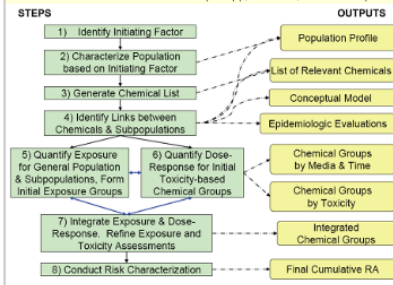 STEPS
OUTPUTS
1) Identify Initiating Factor
2) Characterize Population
based on Initiating Factor
3) Generate Chemical List
4) Identify Links between
Chemicals & Subpopulations
5) Quantify Exposure
for General Population
& Subpopulations, Form
Initial Exposure Groups
6) Quantify Dose-
Response for Initial
Toxicity-based
Chemical Groups
7) Integrate Exposure & Dose-
Response, Refine Exposure and
Toxicity Assessments
8) Conduct Risk Characterization
Population Profile
List of Relevant Chemicals
Conceptual Model
Epidemiologic Evaluations
Chemical Groups
by Media & Time
Chemical Groups
by Toxicity
Integrated
Chemical Groups
Final Cumulative RA